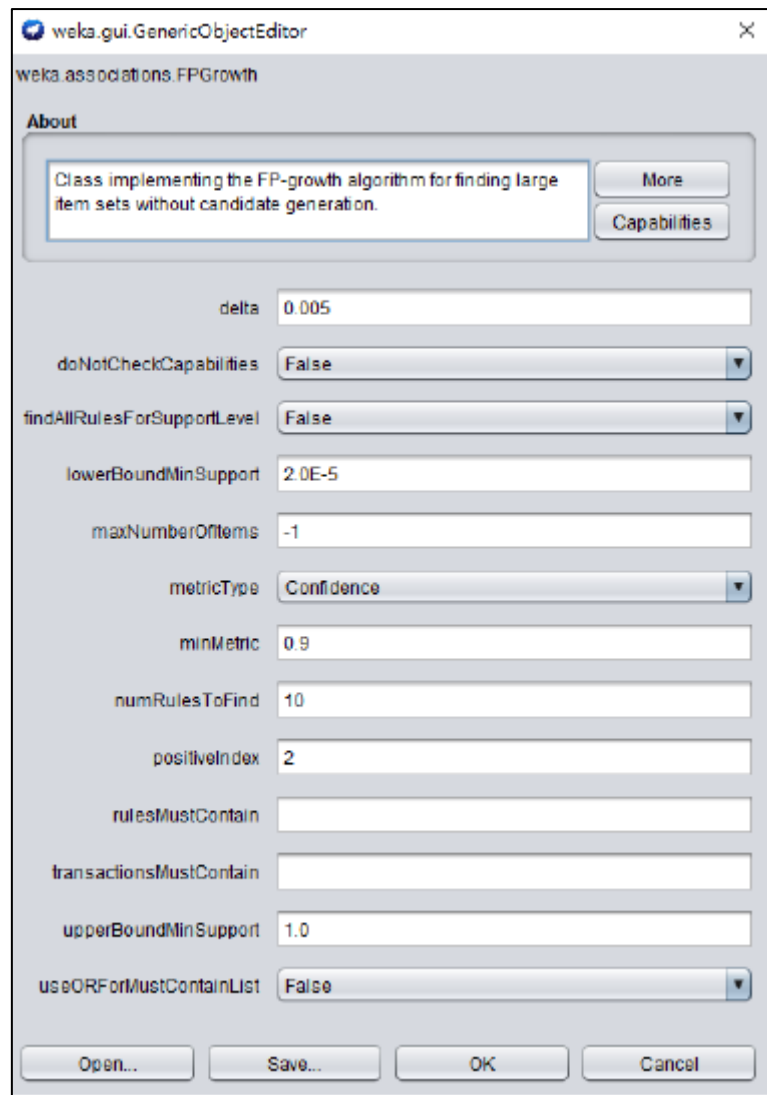 weka.gui.GenericObjectEditor
weka.associations.FPGrowth
About
Class implementing the FP-growth algorithm for finding large
item sets without candidate generation.
More
Capabilities
delta 0.005
doNotCheckCapabilities False
findAllRulesForSupportLevel False
lowerBoundMinSupport 2.0E-5
maxNumberOfItems -1
metricType Confidence
minMetric 0.9
numRulesToFind 10
positiveIndex 2
rulesMustContain
transactionsMustContain
upperBoundMinSupport 1.0
useORForMustContainList False
Open... Save... OK Cancel